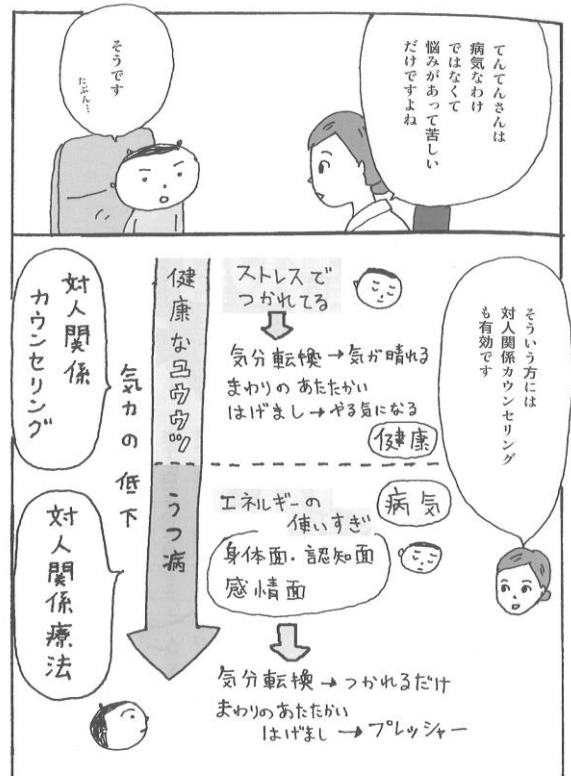 てんてんさんは
病気なわけ
ではなくて
悩みがあって苦しい
だけですよね
そうです
たぶん…
そういう方には
対人関係カウンセリング
も有効です
ストレスで
つかれてる
気分転換→気が晴れる
まわりのあたたかい
はげまし→やる気になる
健康
健康なユウウツ
気力の低下
対人関係
カウンセリング
病気
エネルギーの
使いすぎ
身体面・認知面
感情面
うつ病
対人関係療法
気分転換→つかれるだけ
まわりのあたたかい
はげまし→プレッシャー